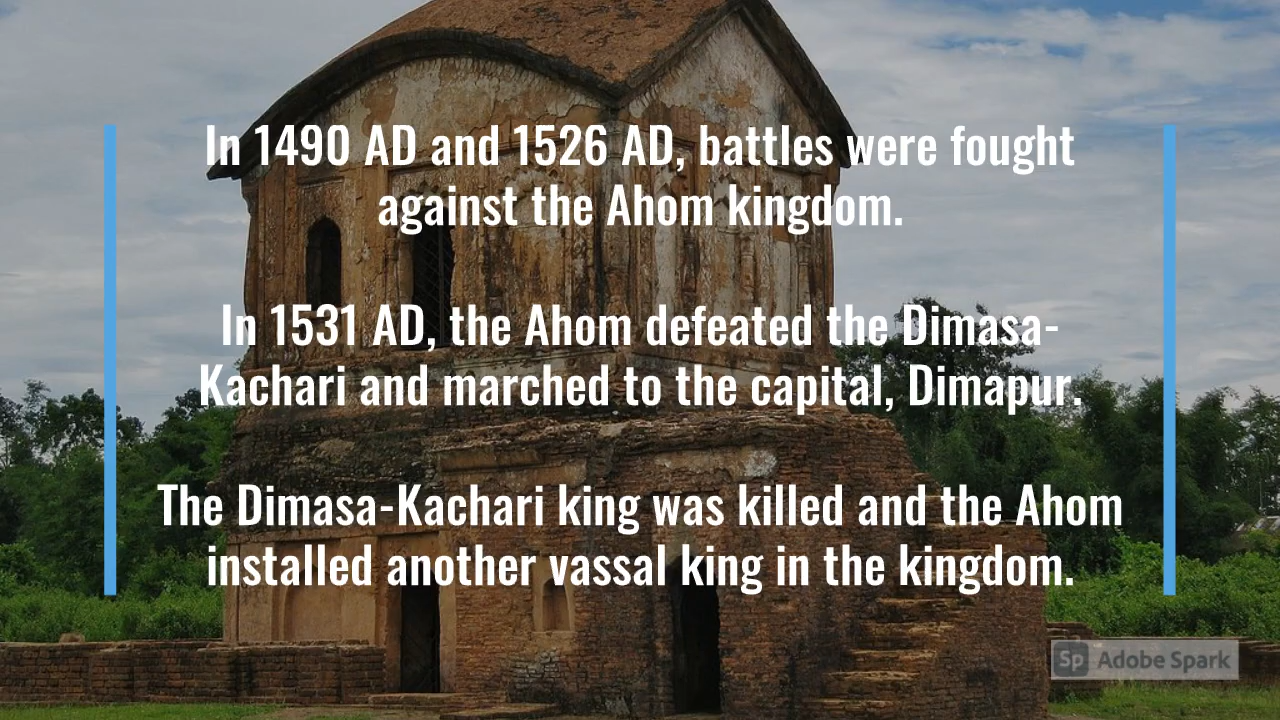 In 1490 AD and 1526 AD, battles were fought
against the Ahom kingdom.
In 1531 AD, the Ahom defeated the Dimasa-
Kachari and marched to the capital, Dimapur.
The Dimasa-Kachari king was killed and the Ahom
installed another vassal king in the kingdom.
Sp Adobe Spark